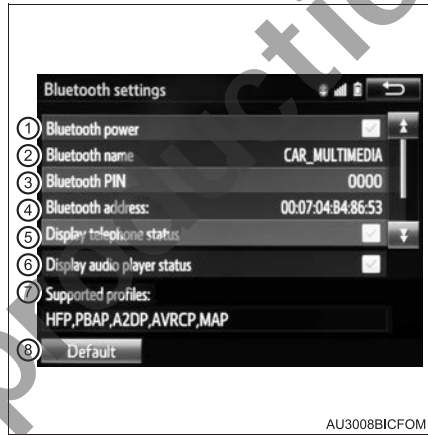 Bluetooth settings
1 Bluetooth power
2 Bluetooth name CAR_MULTIMEDIA
3 Bluetooth PIN 0000
4 Bluetooth address: 00:07:04:B4:86:53
5 Display telephone status
6 Display audio player status
7 Supported profiles:
HFP,PBAP,A2DP,AVRCP,MAP
8 Default
AU3008BICFOM